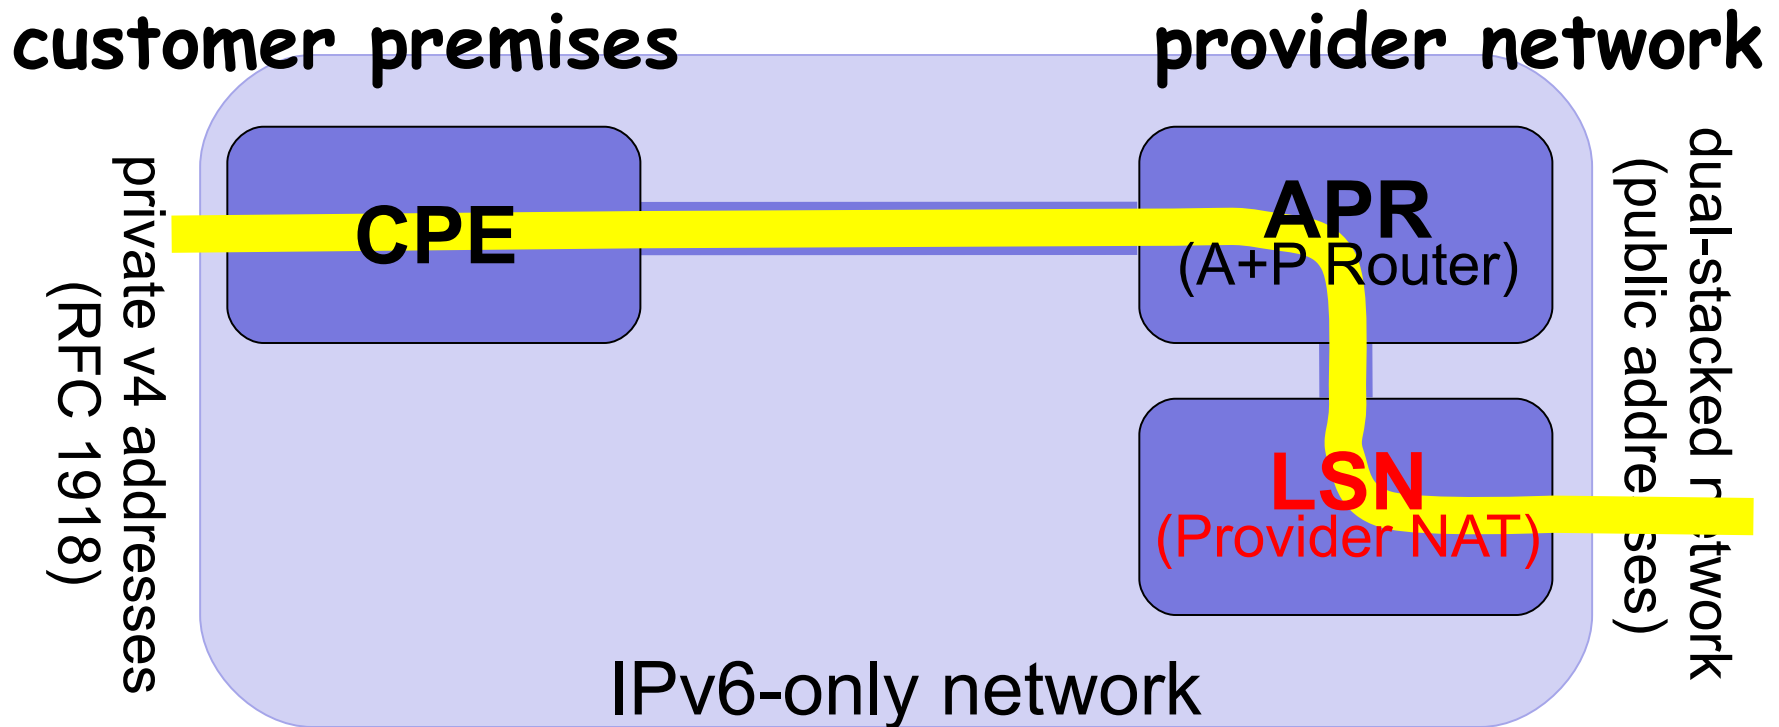 customer premises
provider network
private v4 addresses
(RFC 1918)
CPE
APR
(A+P Router)
LSN
(Provider NAT)
dual-stacked network
(public addresses)
IPv6-only network